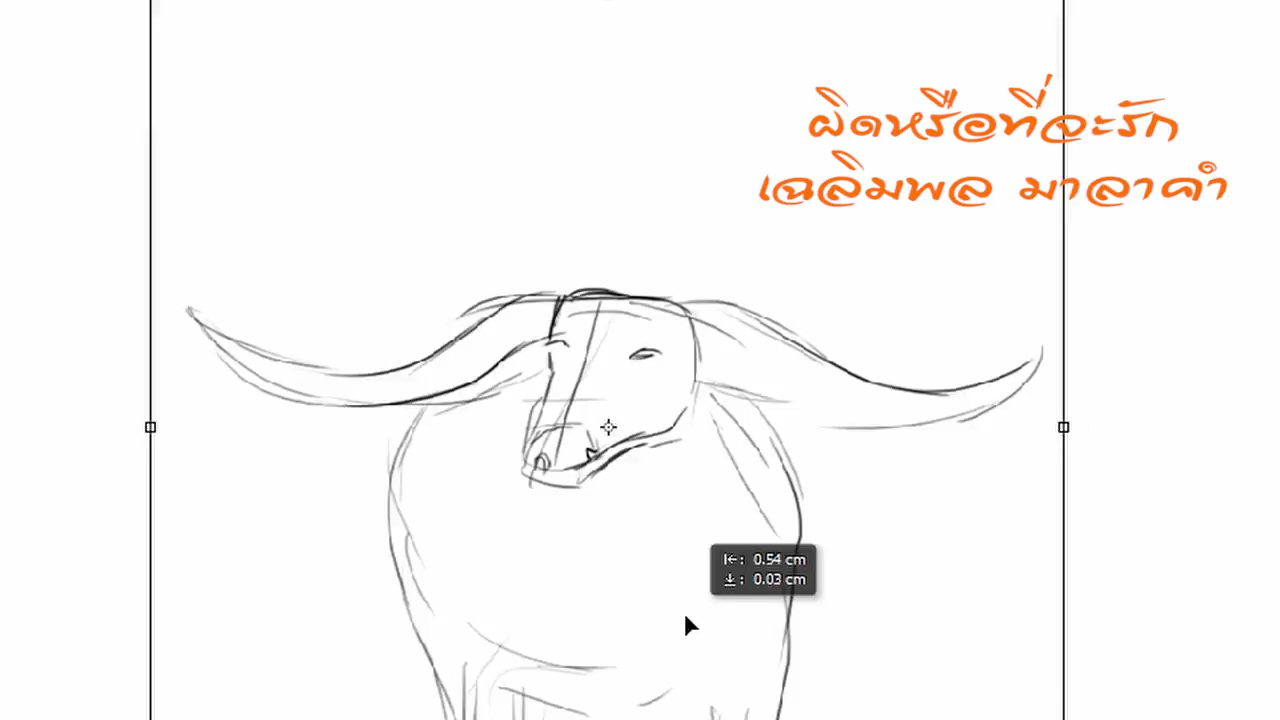 ผิดหรือที่จะรัก
เฉลิมพล มาลาคำ
0.54 cm
0.03 cm